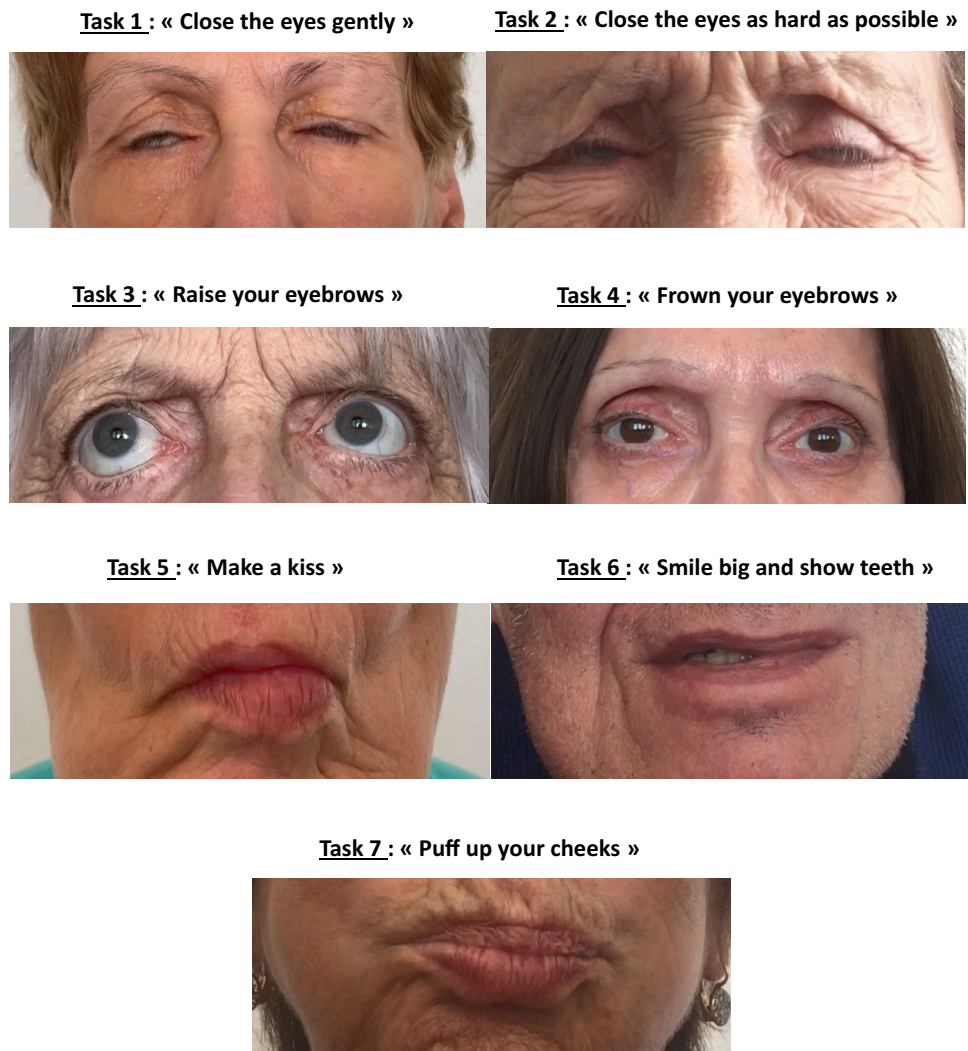 Task 1 : « Close the eyes gently »
Task 2 : « Close the eyes as hard as possible »
Task 3 : « Raise your eyebrows »
Task 4 : « Frown your eyebrows »
Task 5 : « Make a kiss »
Task 6 : « Smile big and show teeth »
Task 7 : « Puff up your cheeks »